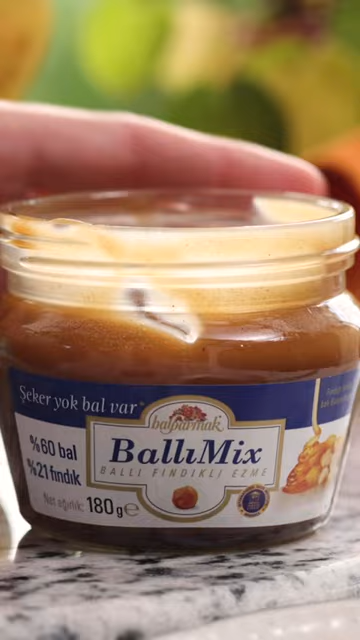 Şeker yok bal var*
balparmak
%60 bal
%21 fındık
BallıMix
BALLI FINDIKLI EZME
Net ağırlık: 180g℮